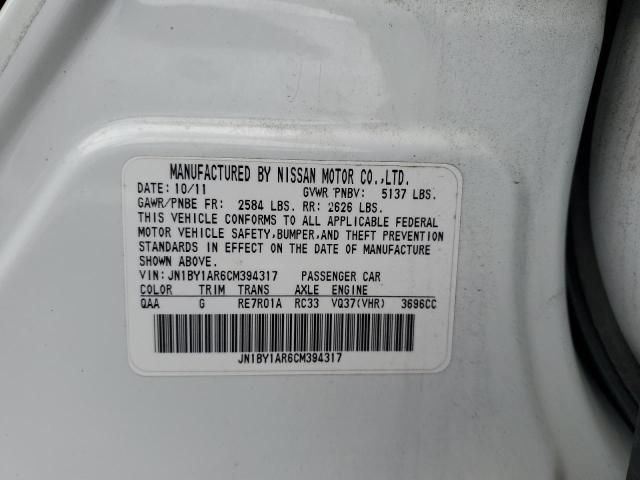 MANUFACTURED BY NISSAN MOTOR CO.,LTD.
DATE: 10/11 GVWR PNBV: 5137 LBS.
GAWR/PNBE FR: 2584 LBS. RR: 2626 LBS.
THIS VEHICLE CONFORMS TO ALL APPLICABLE FEDERAL
MOTOR VEHICLE SAFETY,BUMPER,AND THEFT PREVENTION
STANDARDS IN EFFECT ON THE DATE OF MANUFACTURE
SHOWN ABOVE.
VIN: JN1BY1AR6CM394317 PASSENGER CAR
COLOR TRIM TRANS AXLE ENGINE
QAA G RE7R01A RC33 VQ37(VHR) 3696CC
JN1BY1AR6CM394317